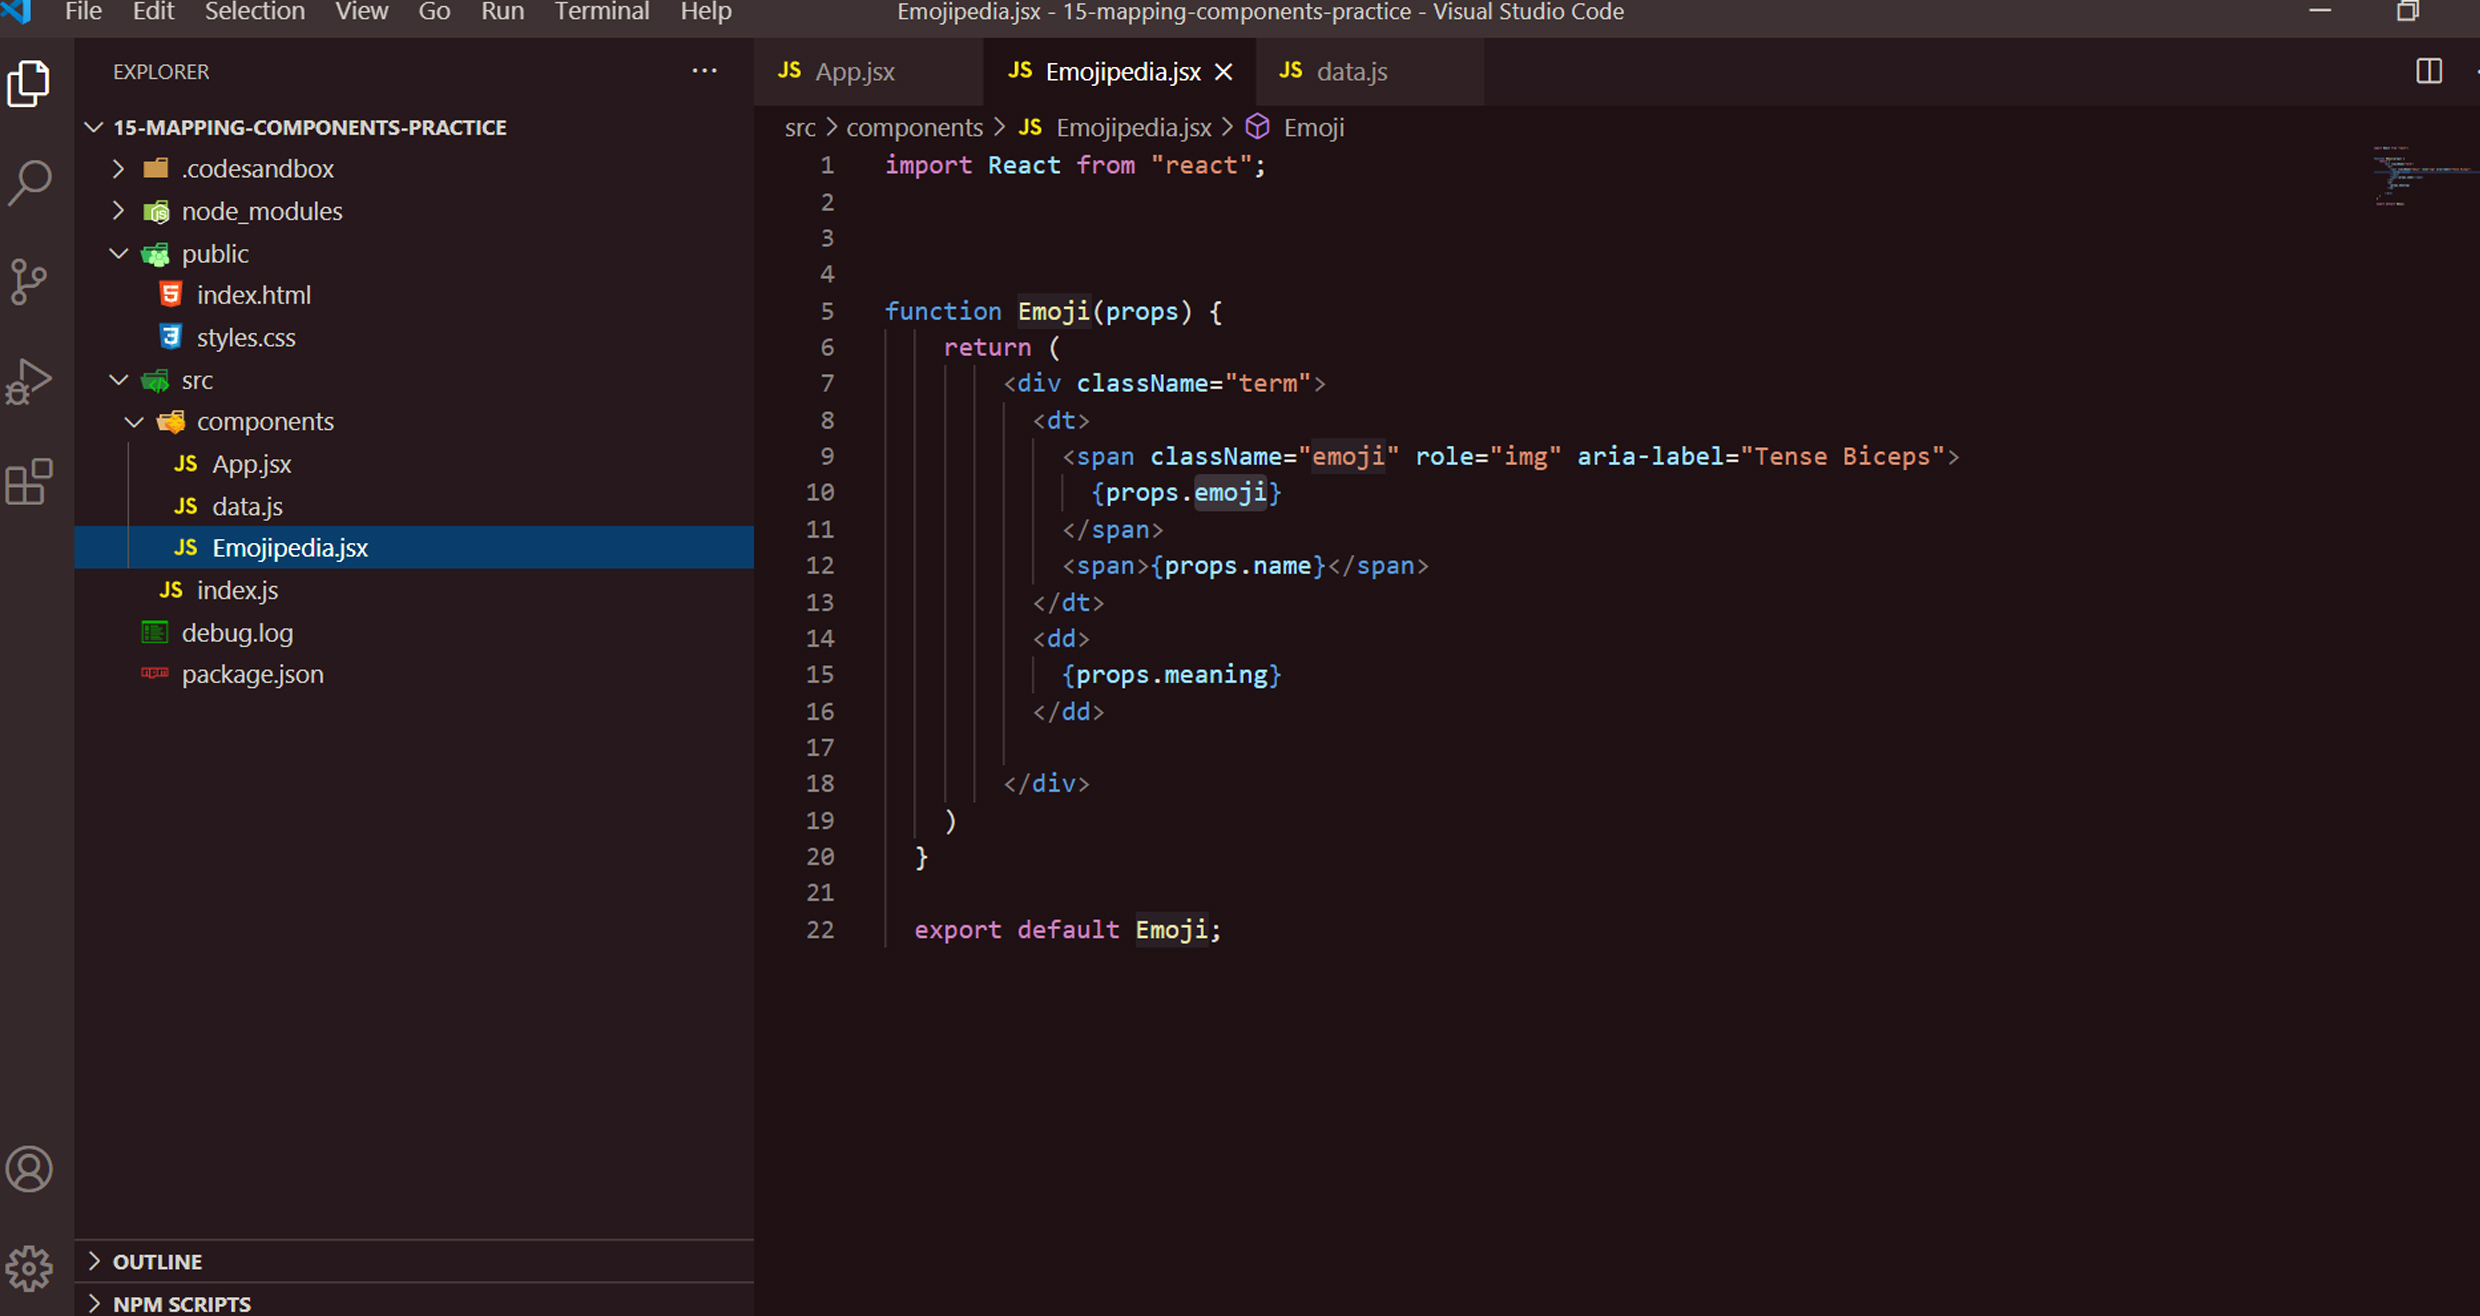 File Edit Selection View Go Run Terminal Help
Emojipedia.jsx - 15-mapping-components-practice - Visual Studio Code
EXPLORER
15-MAPPING-COMPONENTS-PRACTICE
.codesandbox
node_modules
public
index.html
styles.css
src
components
JS App.jsx
JS data.js
JS Emojipedia.jsx
JS index.js
debug.log
package.json
OUTLINE
NPM SCRIPTS
JS App.jsx JS Emojipedia.jsx JS data.js
src > components > JS Emojipedia.jsx > Emoji
1 import React from "react";
2
3
4
5 function Emoji(props) {
6 return (
7 <div className="term">
8 <dt>
9 <span className="emoji" role="img" aria-label="Tense Biceps">
10 {props.emoji}
11 </span>
12 <span>{props.name}</span>
13 </dt>
14 <dd>
15 {props.meaning}
16 </dd>
17
18 </div>
19 )
20 }
21
22 export default Emoji;